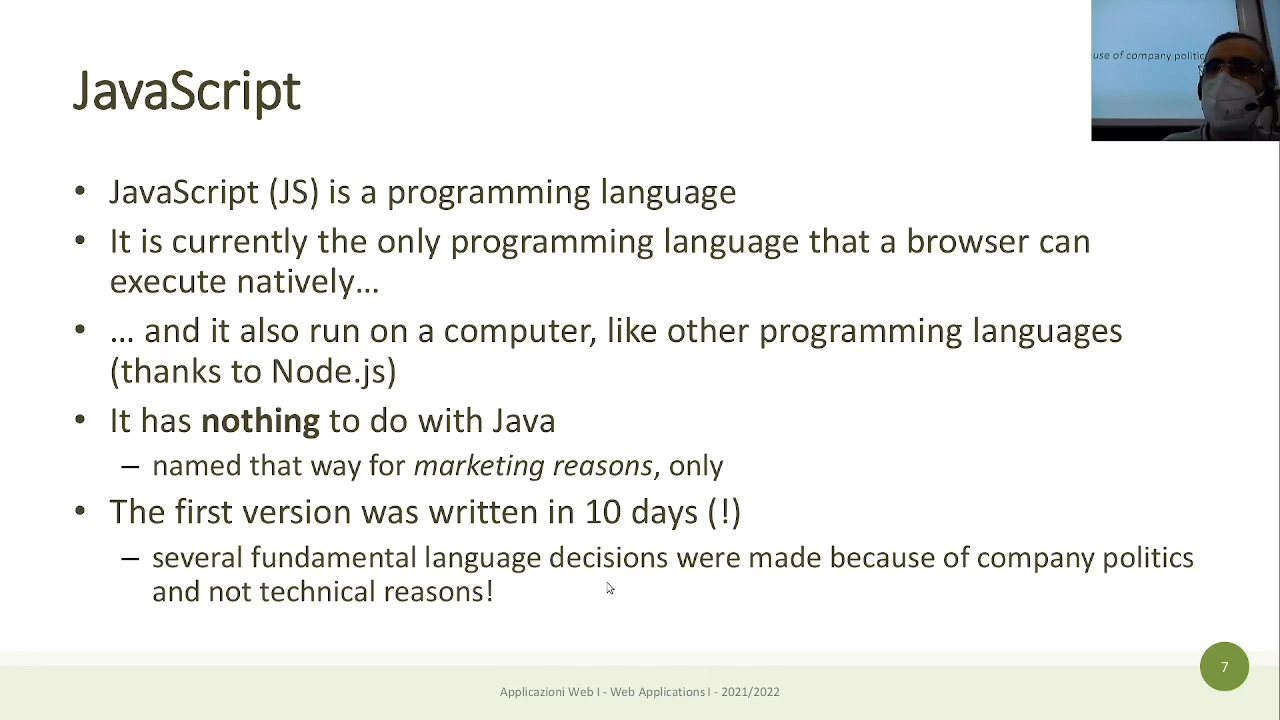 JavaScript
• JavaScript (JS) is a programming language
• It is currently the only programming language that a browser can
execute natively…
• … and it also run on a computer, like other programming languages
(thanks to Node.js)
• It has nothing to do with Java
– named that way for marketing reasons, only
• The first version was written in 10 days (!)
– several fundamental language decisions were made because of company politics
and not technical reasons!
7
Applicazioni Web I - Web Applications I - 2021/2022
of company